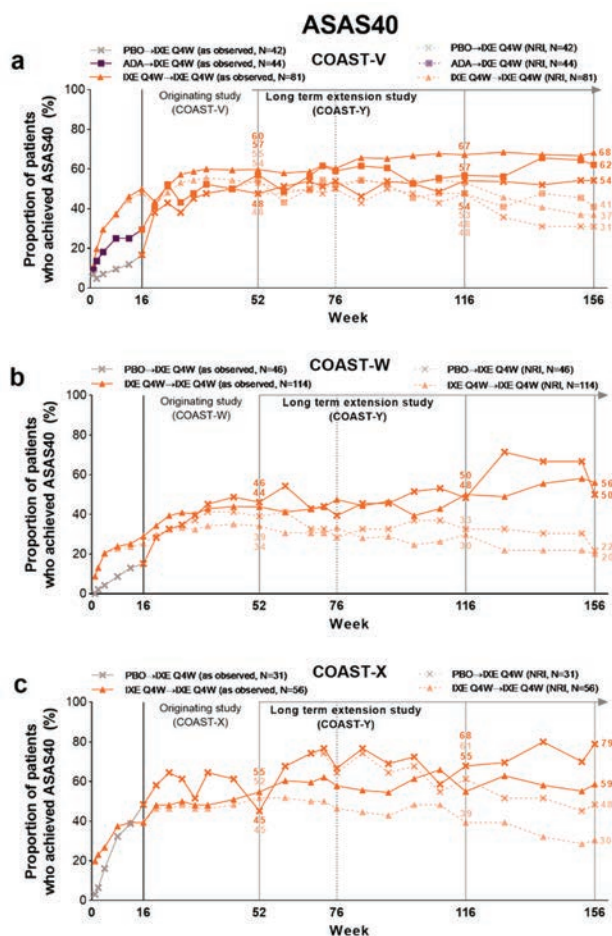 ASAS40
a
COAST-V
PBO→IXE Q4W (as observed, N=42)
ADA→IXE Q4W (as observed, N=44)
IXE Q4W→IXE Q4W (as observed, N=81)
PBO→IXE Q4W (NRI, N=42)
ADA→IXE Q4W (NRI, N=44)
IXE Q4W→IXE Q4W (NRI, N=81)
Originating study
(COAST-V)
Long term extension study
(COAST-Y)
Proportion of patients
who achieved ASAS40 (%)
100
80
60
40
20
0
60
57
55
54
48
67
57
54
53
48
68
62
54
41
37
31
0
16
52
76
116
156
Week
b
COAST-W
PBO→IXE Q4W (as observed, N=46)
IXE Q4W→IXE Q4W (as observed, N=114)
PBO→IXE Q4W (NRI, N=46)
IXE Q4W→IXE Q4W (NRI, N=114)
Originating study
(COAST-W)
Long term extension study
(COAST-Y)
Proportion of patients
who achieved ASAS40 (%)
100
80
60
40
20
0
46
44
39
34
50
48
33
30
56
50
22
20
0
16
52
76
116
156
Week
c
COAST-X
PBO→IXE Q4W (as observed, N=31)
IXE Q4W→IXE Q4W (as observed, N=56)
PBO→IXE Q4W (NRI, N=31)
IXE Q4W→IXE Q4W (NRI, N=56)
Originating study
(COAST-X)
Long term extension study
(COAST-Y)
Proportion of patients
who achieved ASAS40 (%)
100
80
60
40
20
0
55
52
45
45
68
61
55
39
79
59
48
30
0
16
52
76
116
156
Week